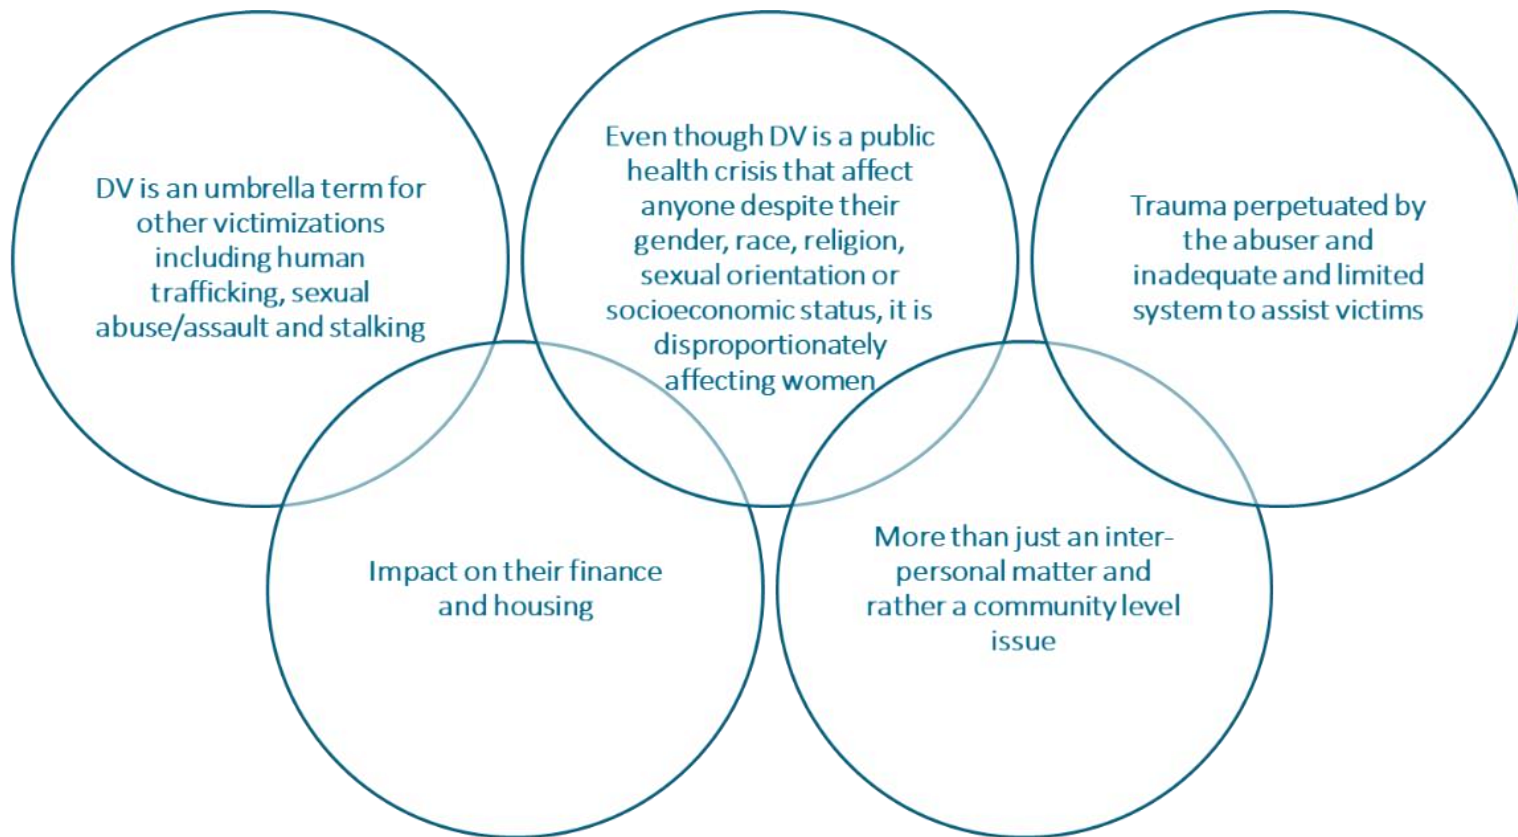 DV is an umbrella term for
other victimizations
including human
trafficking, sexual
abuse/assault and stalking
Even though DV is a public
health crisis that affect
anyone despite their
gender, race, religion,
sexual orientation or
socioeconomic status, it is
disproportionately
affecting women
Trauma perpetuated by
the abuser and
inadequate and limited
system to assist victims
Impact on their finance
and housing
More than just an inter-
personal matter and
rather a community level
issue